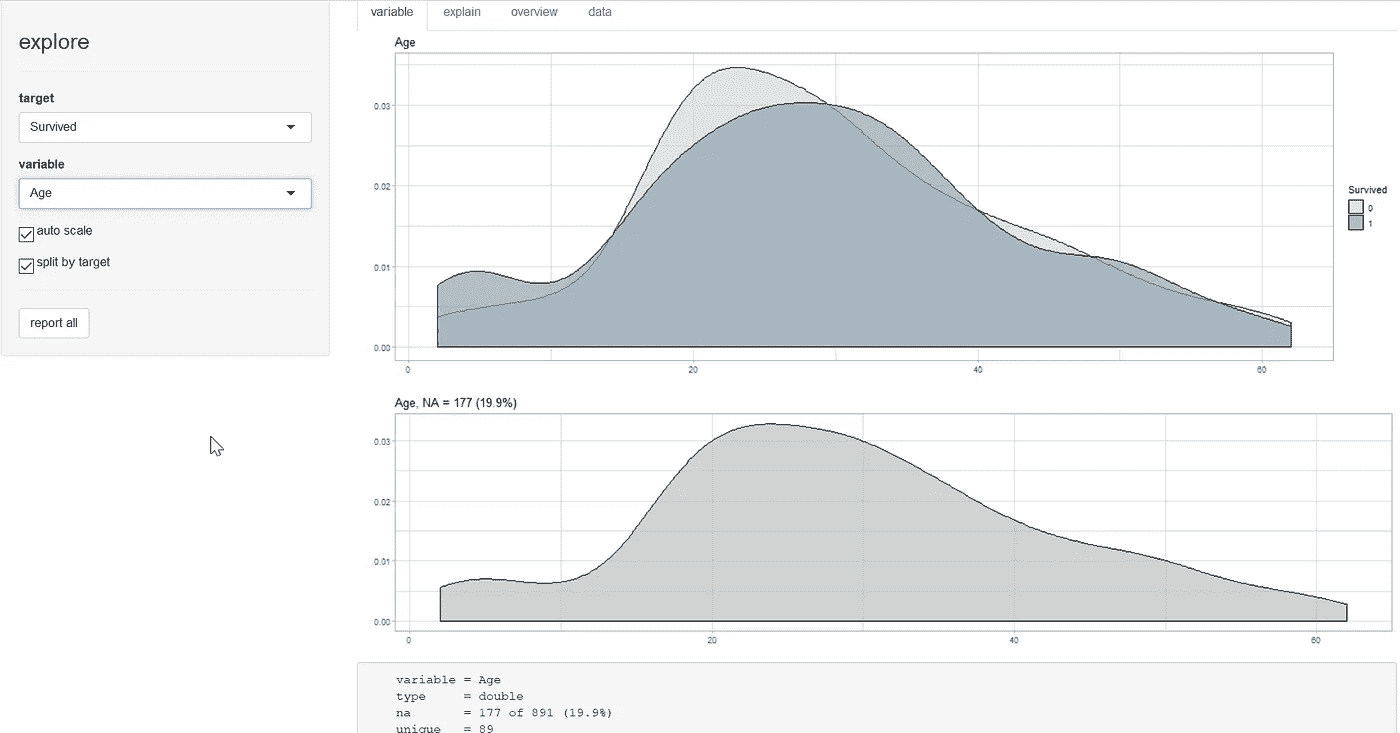 explore
target
Survived
variable
Age
auto scale
split by target
report all
variable explain overview data
Age
0.03
0.02
0.01
0.00
0 20 40 60
Survived
0
1
Age, NA = 177 (19.9%)
0.03
0.02
0.01
0.00
0 20 40 60
variable = Age
type = double
na = 177 of 891 (19.9%)
unique = 89